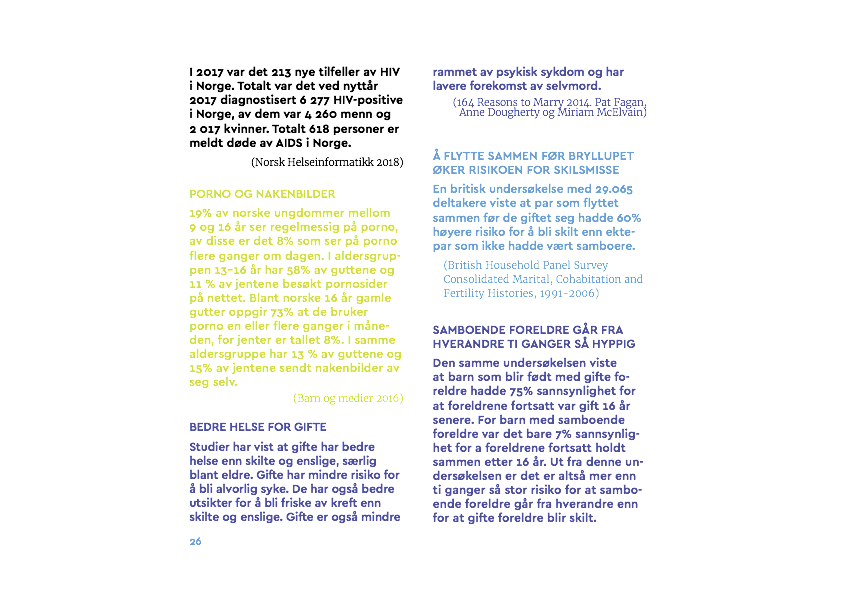 I 2017 var det 213 nye tilfeller av HIV
i Norge. Totalt var det ved nyttår
2017 diagnostisert 6 277 HIV-positive
i Norge, av dem var 4 260 menn og
2 017 kvinner. Totalt 618 personer er
meldt døde av AIDS i Norge.
(Norsk Helseinformatikk 2018)
PORNO OG NAKENBILDER
19% av norske ungdommer mellom
9 og 16 år ser regelmessig på porno,
av disse er det 8% som ser på porno
flere ganger om dagen. I aldersgrup-
pen 13-16 år har 58% av guttene og
11 % av jentene besøkt pornosider
på nettet. Blant norske 16 år gamle
gutter oppgir 73% at de bruker
porno en eller flere ganger i måne-
den, for jenter er tallet 8%. I samme
aldersgruppe har 13 % av guttene og
15% av jentene sendt nakenbilder av
seg selv.
(Barn og medier 2016)
BEDRE HELSE FOR GIFTE
Studier har vist at gifte har bedre
helse enn skilte og enslige, særlig
blant eldre. Gifte har mindre risiko for
å bli alvorlig syke. De har også bedre
utsikter for å bli friske av kreft enn
skilte og enslige. Gifte er også mindre
26
rammet av psykisk sykdom og har
lavere forekomst av selvmord.
(164 Reasons to Marry 2014. Pat Fagan,
Anne Dougherty og Miriam McElvain)
Å FLYTTE SAMMEN FØR BRYLLUPET
ØKER RISIKOEN FOR SKILSMISSE
En britisk undersøkelse med 29.065
deltakere viste at par som flyttet
sammen før de giftet seg hadde 60%
høyere risiko for å bli skilt enn ekte-
par som ikke hadde vært samboere.
(British Household Panel Survey
Consolidated Marital, Cohabitation and
Fertility Histories, 1991-2006)
SAMBOENDE FORELDRE GÅR FRA
HVERANDRE TI GANGER SÅ HYPPIG
Den samme undersøkelsen viste
at barn som blir født med gifte fo-
reldre hadde 75% sannsynlighet for
at foreldrene fortsatt var gift 16 år
senere. For barn med samboende
foreldre var det bare 7% sannsynlig-
het for a foreldrene fortsatt holdt
sammen etter 16 år. Ut fra denne un-
dersøkelsen er det er altså mer enn
ti ganger så stor risiko for at sambo-
ende foreldre går fra hverandre enn
for at gifte foreldre blir skilt.